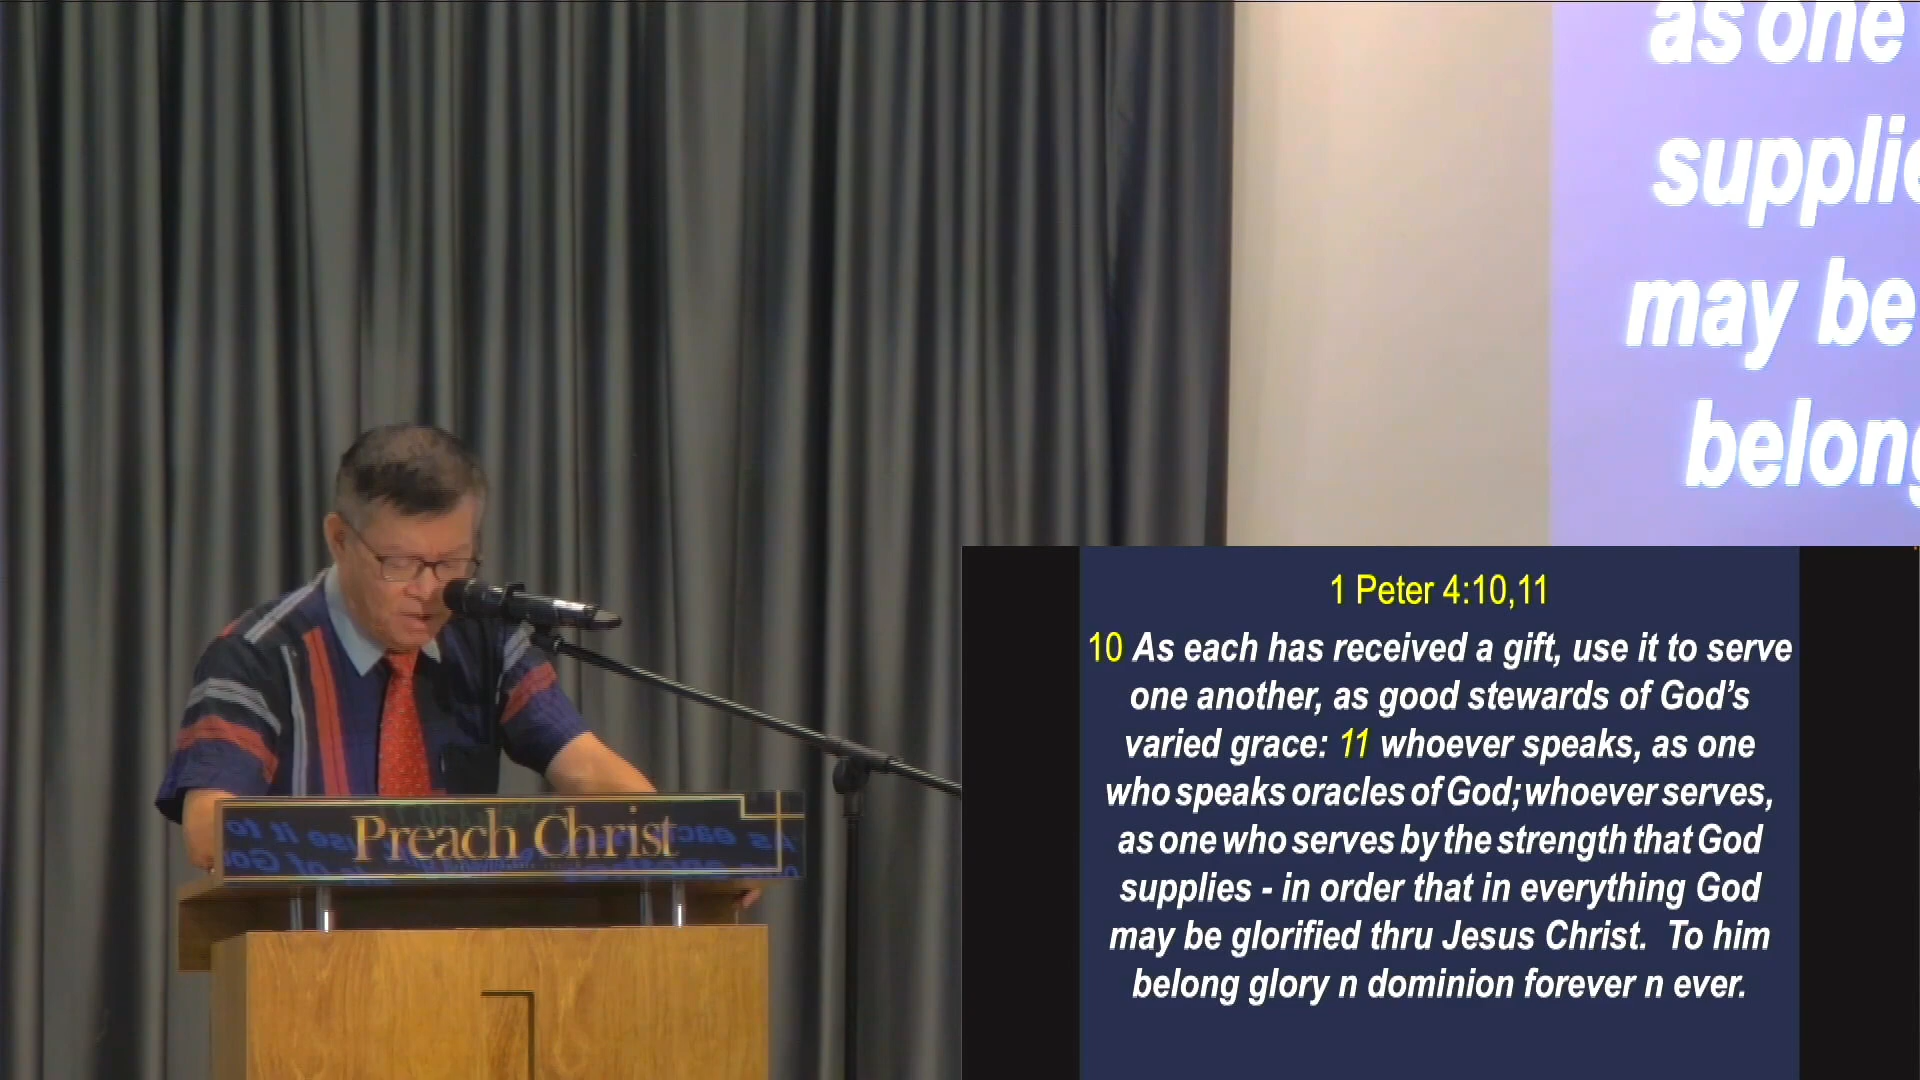 as one
supplie
may be
belong
1 Peter 4:10,11
10 As each has received a gift, use it to serve
one another, as good stewards of God’s
varied grace: 11 whoever speaks, as one
who speaks oracles of God; whoever serves,
as one who serves by the strength that God
supplies - in order that in everything God
may be glorified thru Jesus Christ. To him
belong glory n dominion forever n ever.
Preach Christ